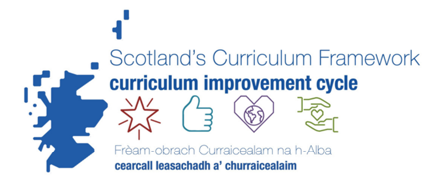 Scotland's Curriculum Framework
curriculum improvement cycle
Frèam-obrach Curraicealam na h-Alba
cearcall leasachadh a' churraicealaim